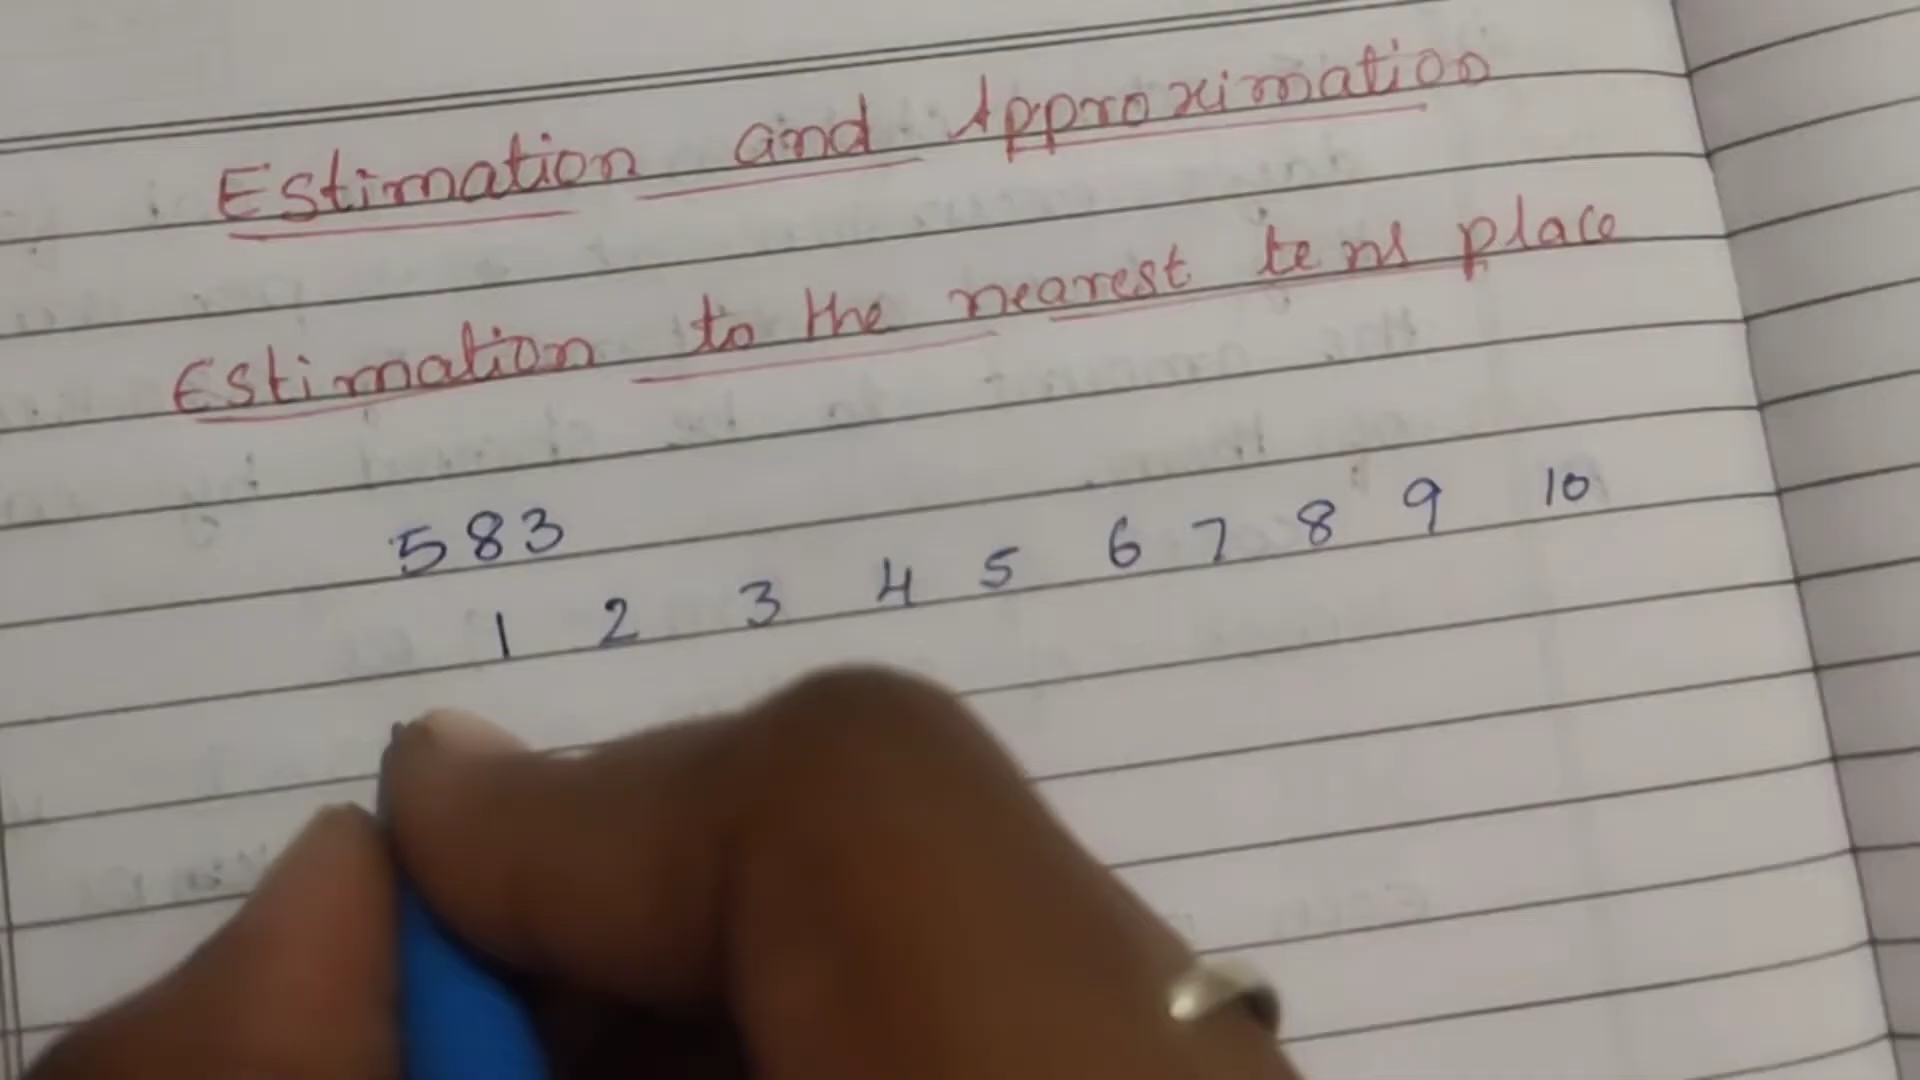 Estimation and Approximation
Estimation to the nearest tens place
583
1 2 3 4 5 6 7 8 9 10